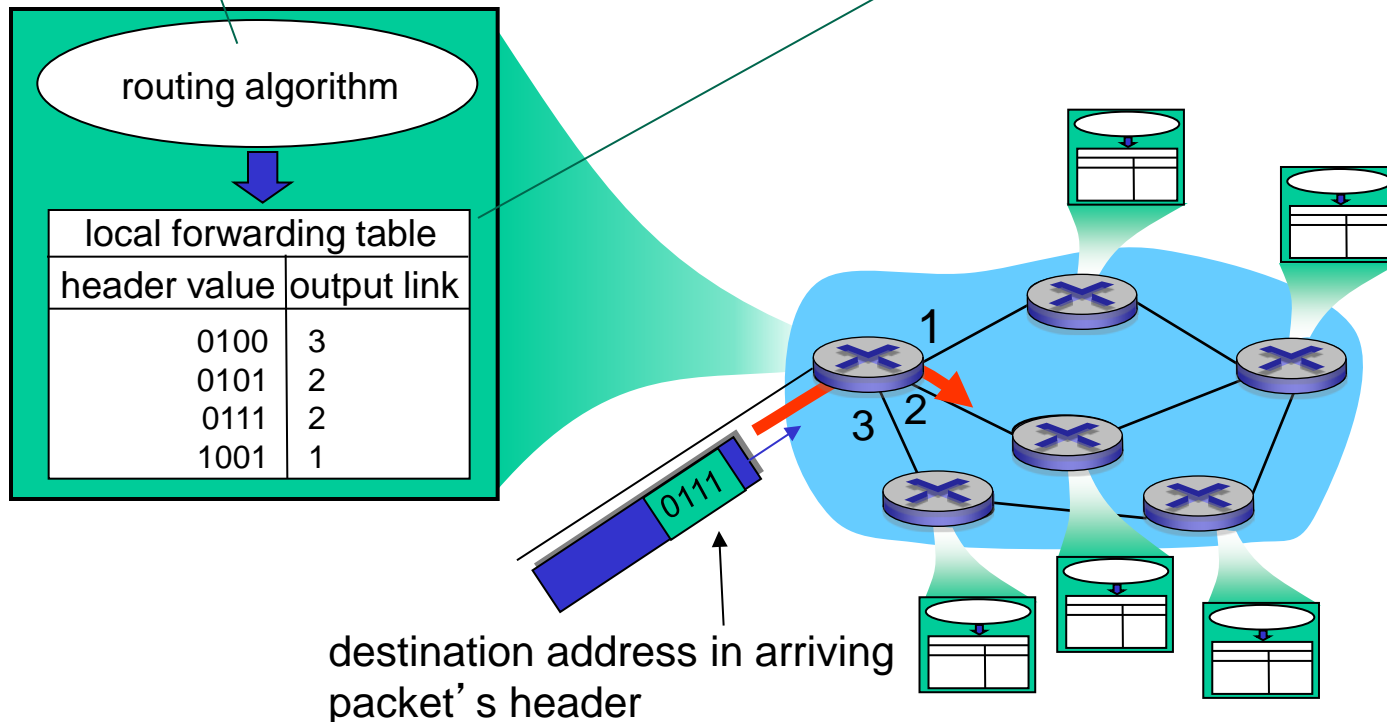 routing algorithm
local forwarding table
header value output link
0100 3
0101 2
0111 2
1001 1
1
2
3
0111
destination address in arriving
packet’ s header